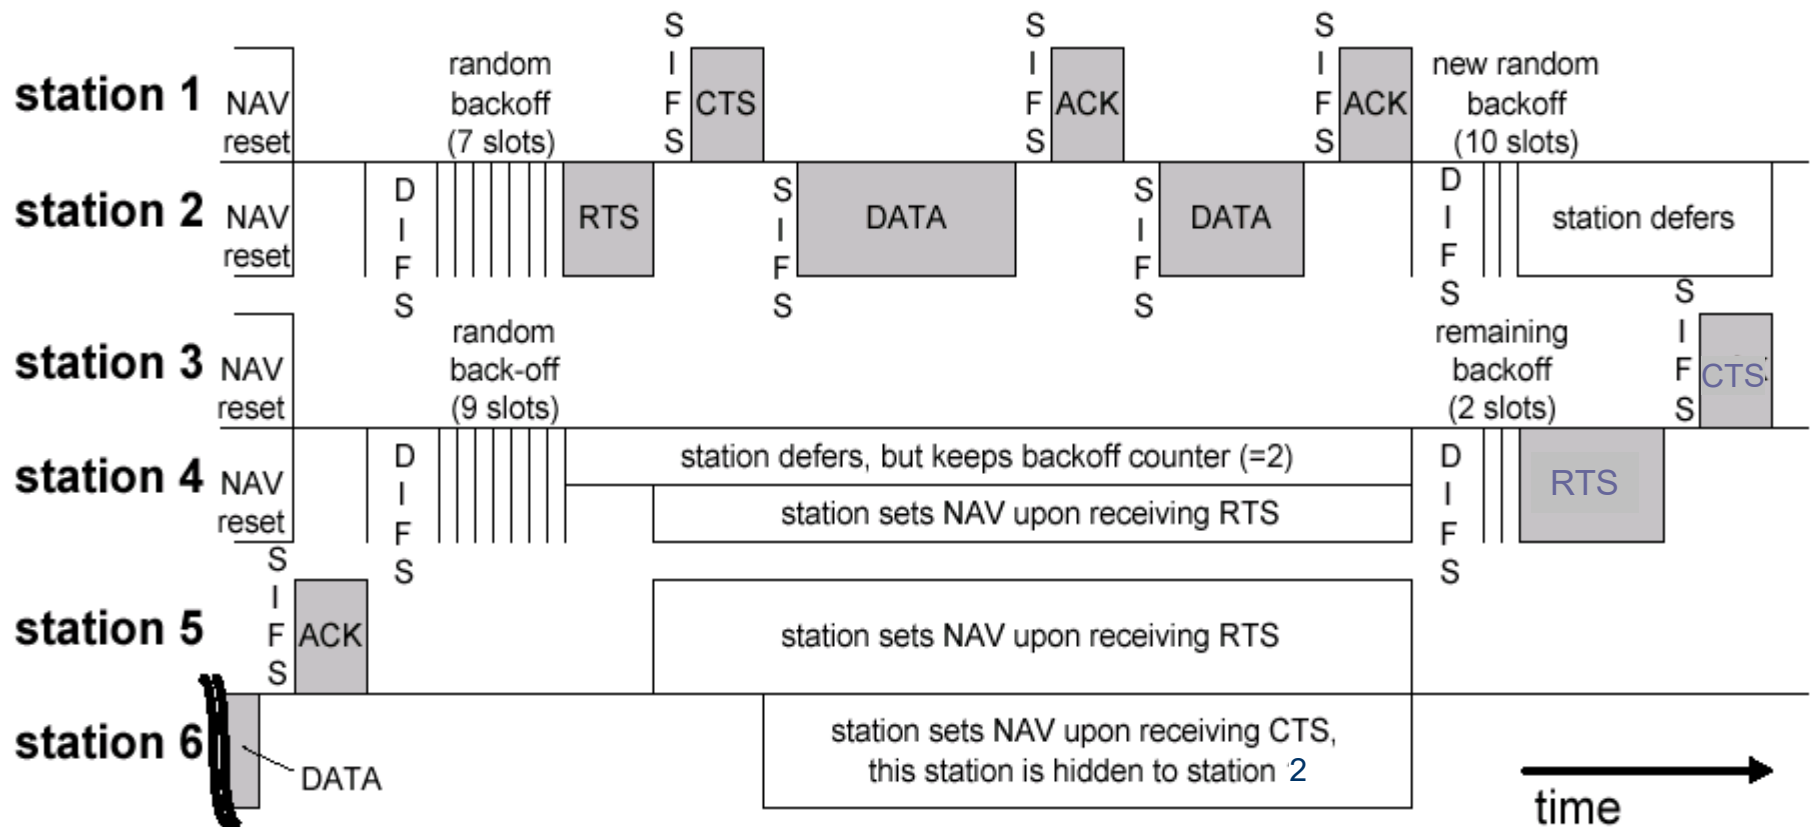 S
I
F
S
S
I
F
S
S
I
F
S
station 1
NAV
reset
random
backoff
(7 slots)
CTS
ACK
ACK
new random
backoff
(10 slots)
station 2
NAV
reset
D
I
F
S
RTS
S
I
F
S
DATA
S
I
F
S
DATA
D
I
F
S
station defers
station 3
NAV
reset
random
back-off
(9 slots)
remaining
backoff
(2 slots)
S
I
F
S
CTS
station 4
NAV
reset
D
I
F
S
station defers, but keeps backoff counter (=2)
station sets NAV upon receiving RTS
D
I
F
S
RTS
station 5
S
I
F
S
ACK
station sets NAV upon receiving RTS
station 6
DATA
station sets NAV upon receiving CTS,
this station is hidden to station 2
time